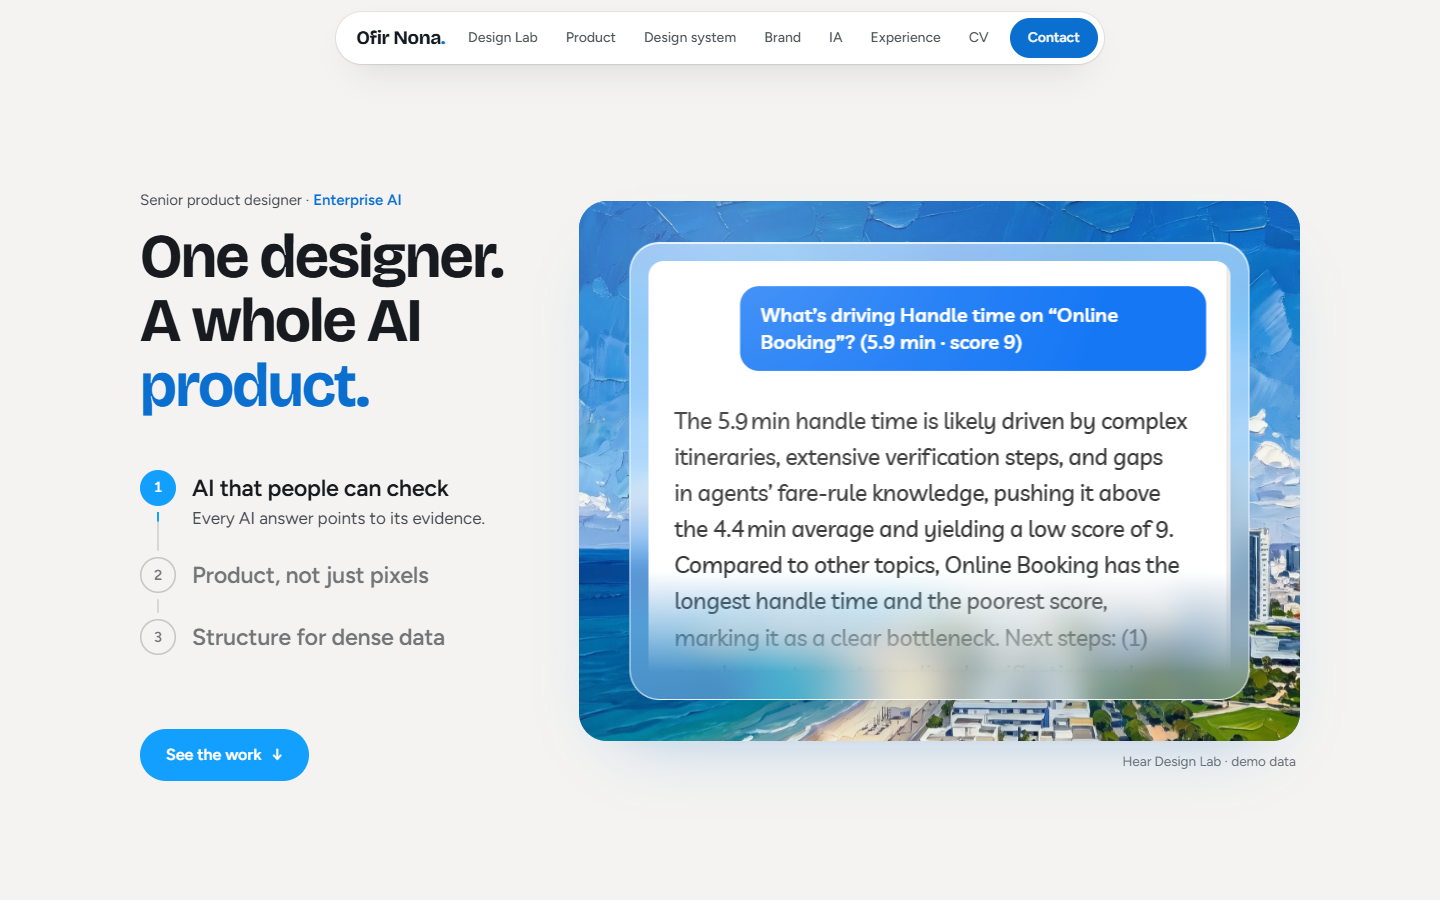 Ofir Nona.
Design Lab
Product
Design system
Brand
IA
Experience
CV
Contact
Senior product designer · Enterprise AI
One designer.
A whole AI
product.
1
AI that people can check
Every AI answer points to its evidence.
2
Product, not just pixels
3
Structure for dense data
See the work ↓
What’s driving Handle time on “Online
Booking”? (5.9 min · score 9)
The 5.9 min handle time is likely driven by complex
itineraries, extensive verification steps, and gaps
in agents’ fare-rule knowledge, pushing it above
the 4.4 min average and yielding a low score of 9.
Compared to other topics, Online Booking has the
longest handle time and the poorest score,
marking it as a clear bottleneck. Next steps: (1)
Hear Design Lab · demo data